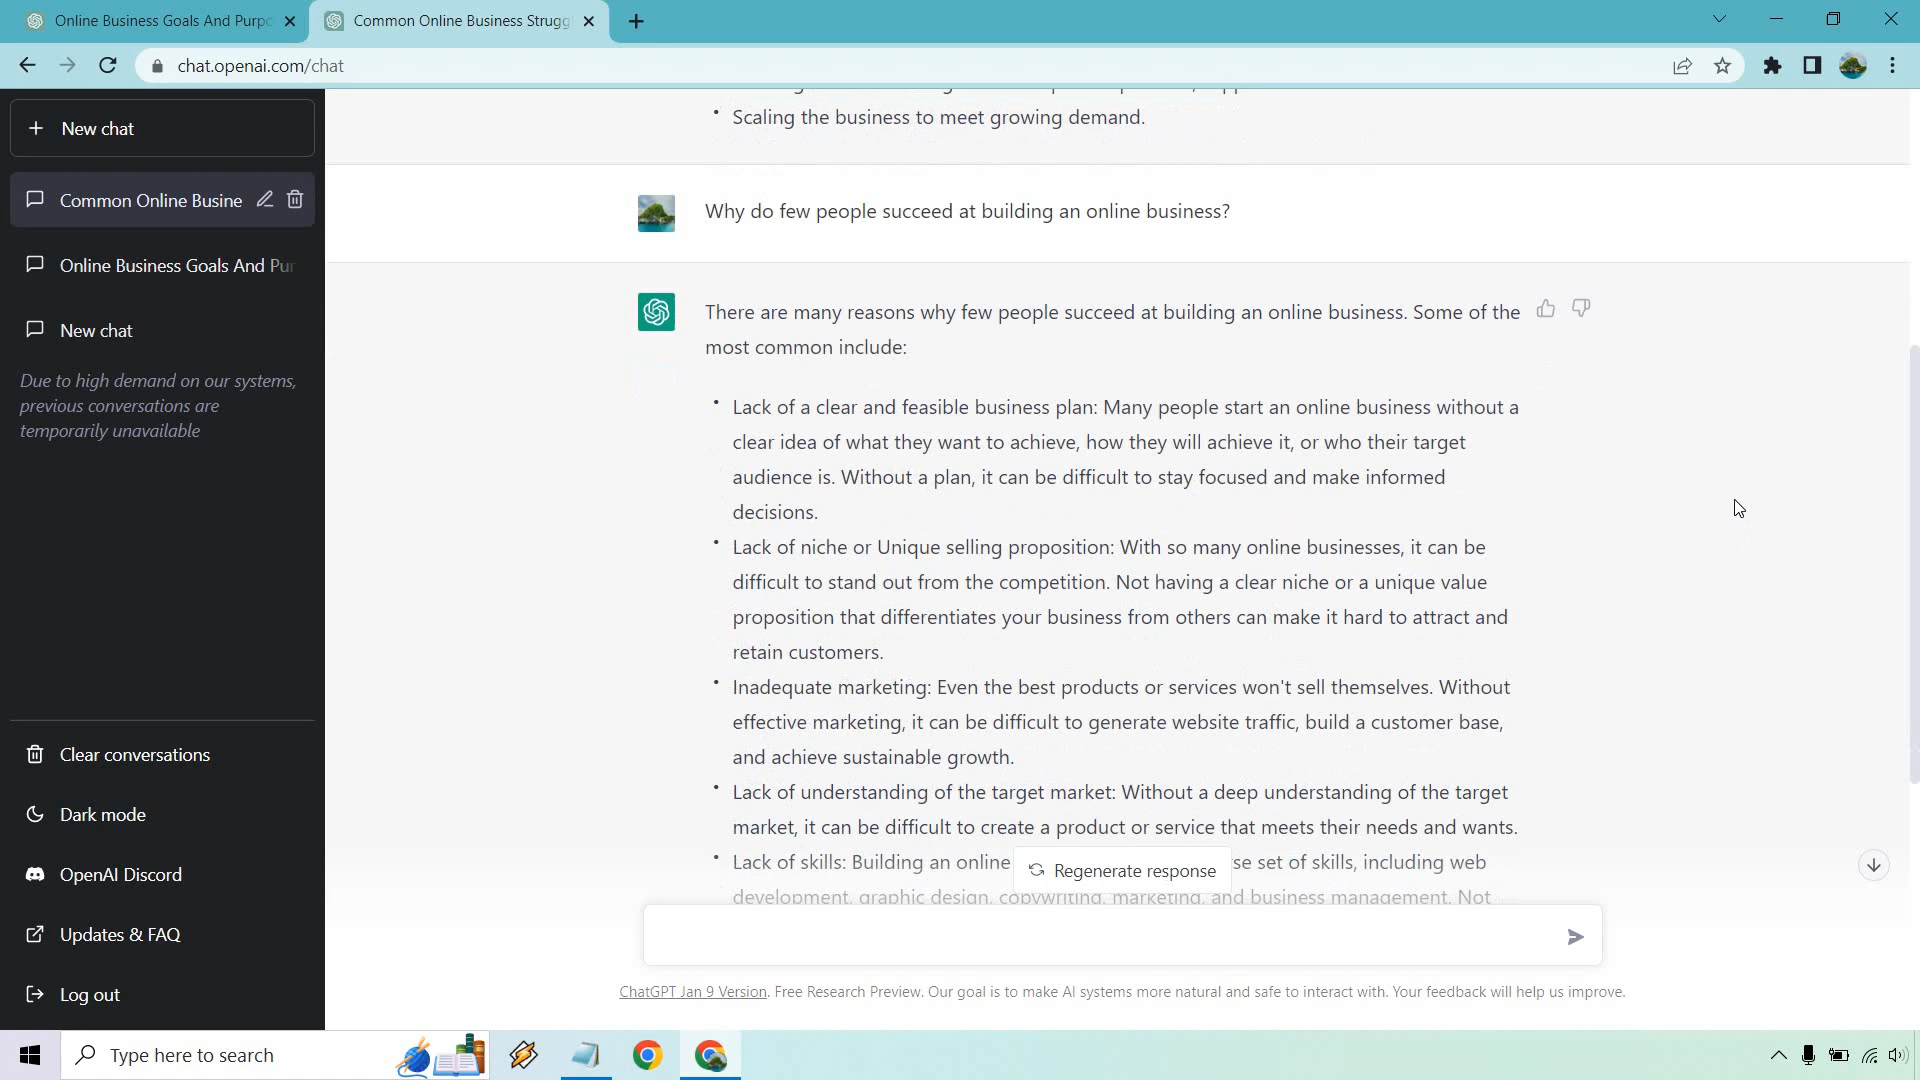 Online Business Goals And Purpo
Common Online Business Strugg
chat.openai.com/chat
New chat
Common Online Busine
Online Business Goals And Pur
New chat
Due to high demand on our systems,
previous conversations are
temporarily unavailable
Clear conversations
Dark mode
OpenAI Discord
Updates & FAQ
Log out
• Scaling the business to meet growing demand.
Why do few people succeed at building an online business?
There are many reasons why few people succeed at building an online business. Some of the
most common include:
• Lack of a clear and feasible business plan: Many people start an online business without a
clear idea of what they want to achieve, how they will achieve it, or who their target
audience is. Without a plan, it can be difficult to stay focused and make informed
decisions.
• Lack of niche or Unique selling proposition: With so many online businesses, it can be
difficult to stand out from the competition. Not having a clear niche or a unique value
proposition that differentiates your business from others can make it hard to attract and
retain customers.
• Inadequate marketing: Even the best products or services won't sell themselves. Without
effective marketing, it can be difficult to generate website traffic, build a customer base,
and achieve sustainable growth.
• Lack of understanding of the target market: Without a deep understanding of the target
market, it can be difficult to create a product or service that meets their needs and wants.
• Lack of skills: Building an online se set of skills, including web
development, graphic design, copywriting, marketing, and business management. Not
Regenerate response
ChatGPT Jan 9 Version. Free Research Preview. Our goal is to make AI systems more natural and safe to interact with. Your feedback will help us improve.
Type here to search